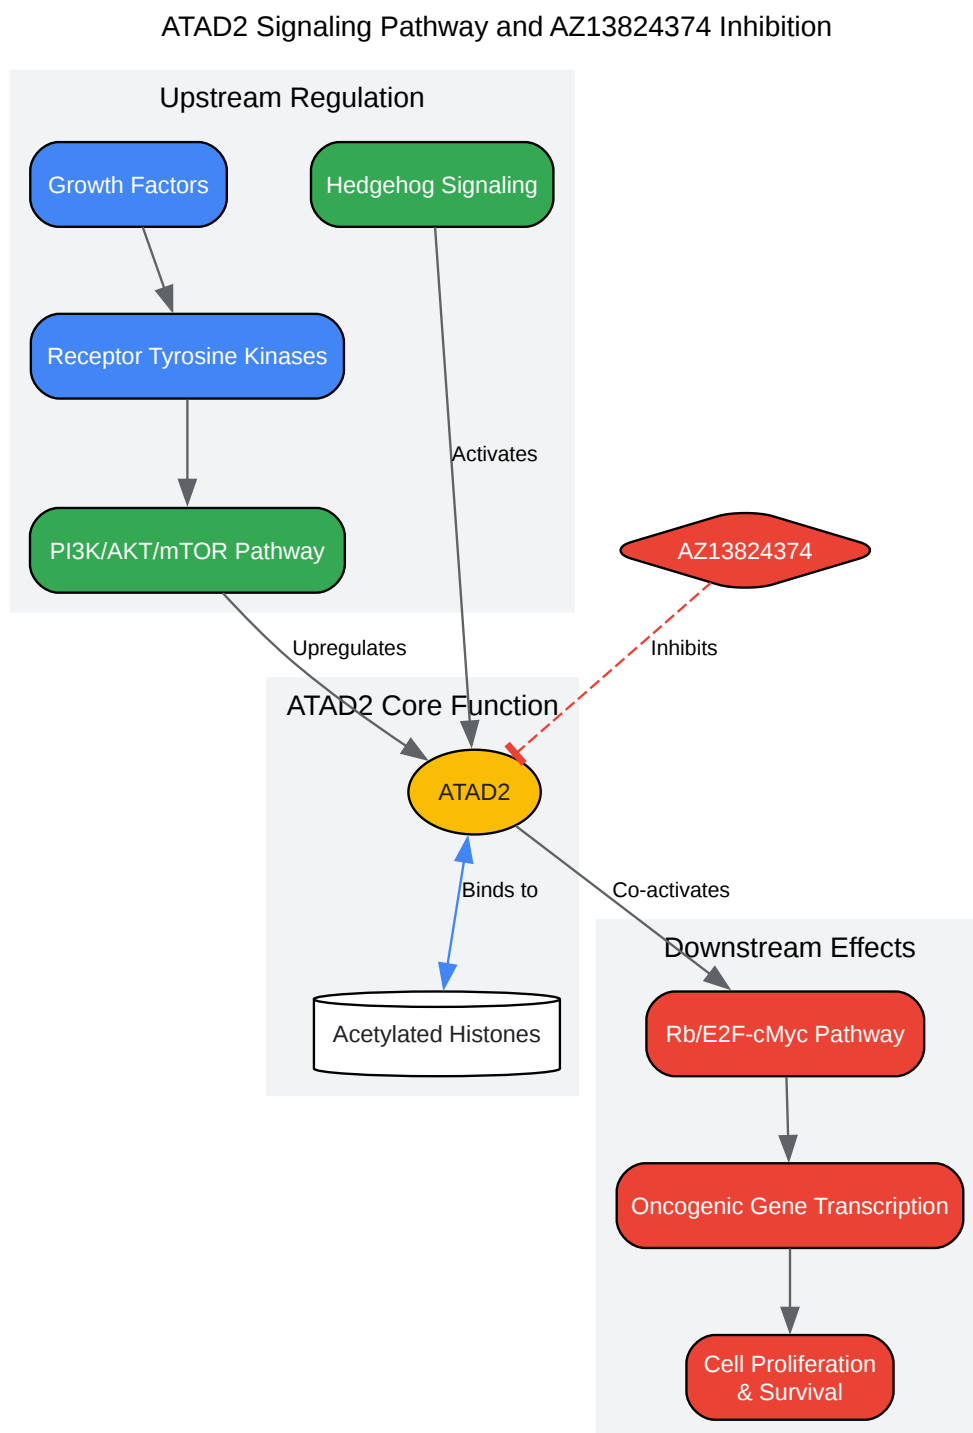 ATAD2 Signaling Pathway and AZ13824374 Inhibition
Upstream Regulation
Growth Factors
Hedgehog Signaling
Receptor Tyrosine Kinases
Activates
PI3K/AKT/mTOR Pathway
AZ13824374
Upregulates
Inhibits
ATAD2 Core Function
ATAD2
Binds to
Co-activates
Downstream Effects
Acetylated Histones
Rb/E2F-cMyc Pathway
Oncogenic Gene Transcription
Cell Proliferation
& Survival